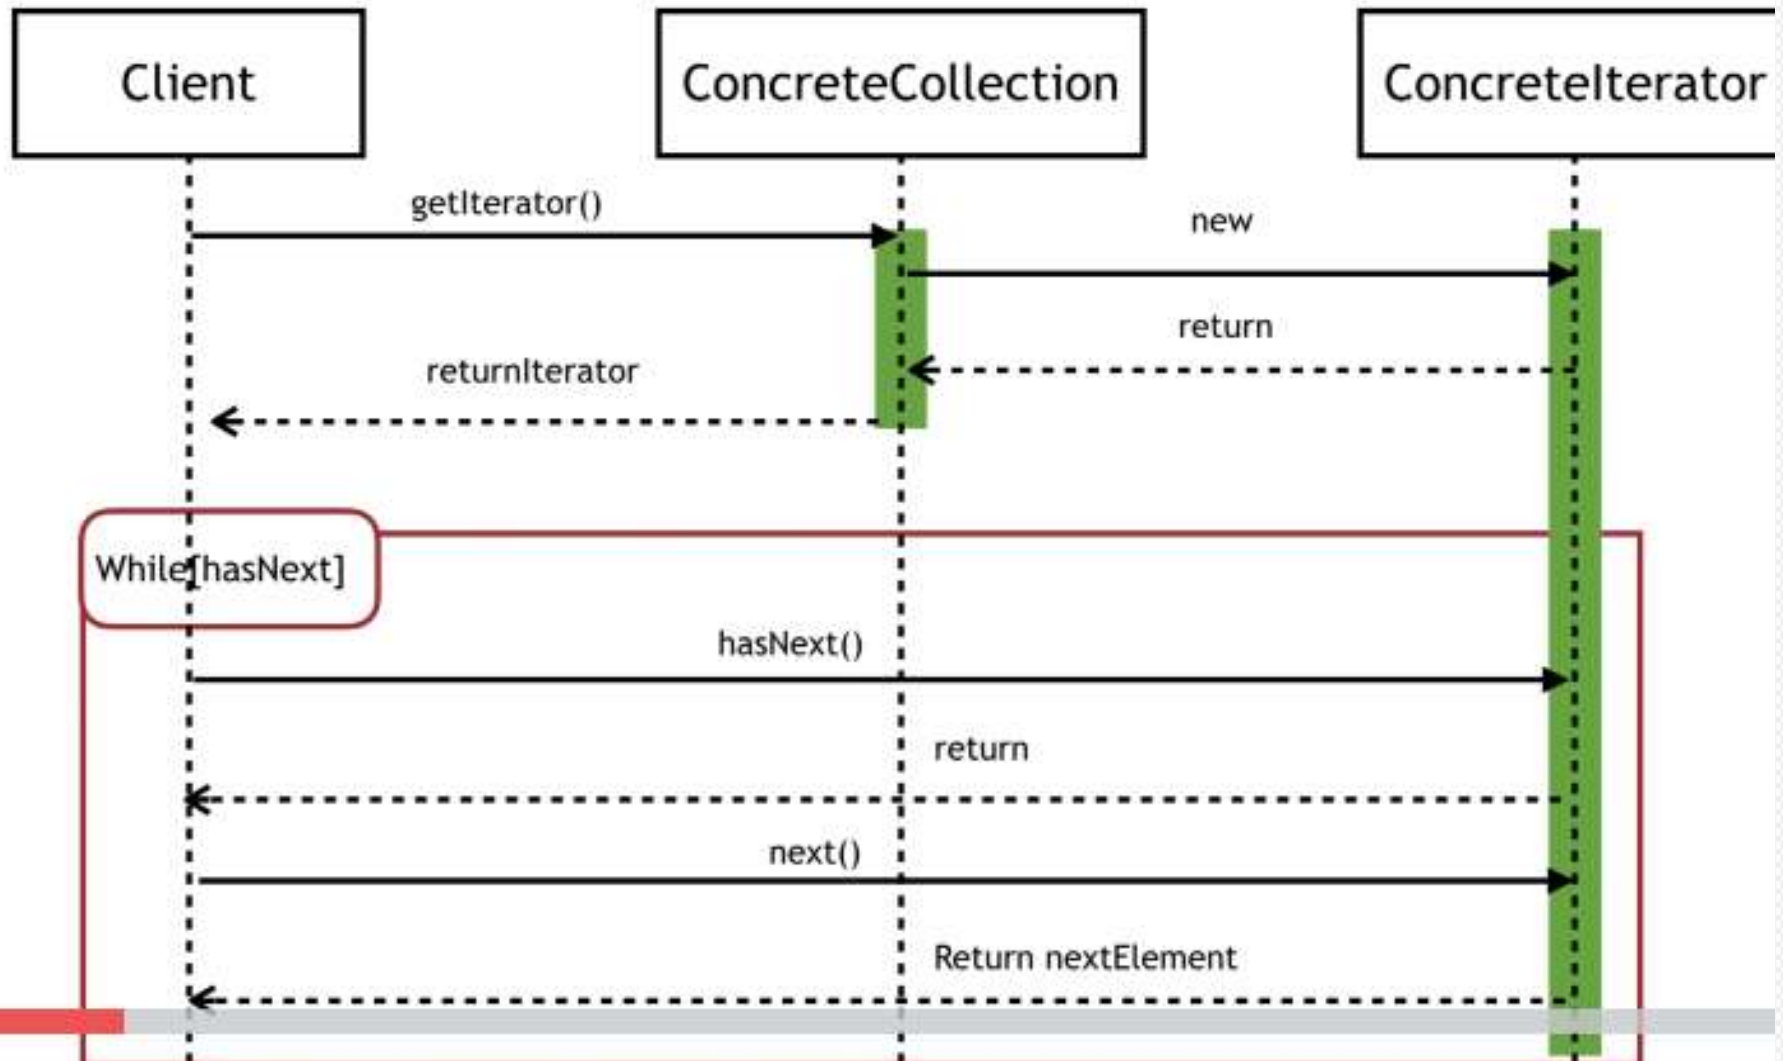 Client
ConcreteCollection
ConcreteIterator
getIterator()
new
return
returnIterator
While[hasNext]
hasNext()
return
next()
Return nextElement